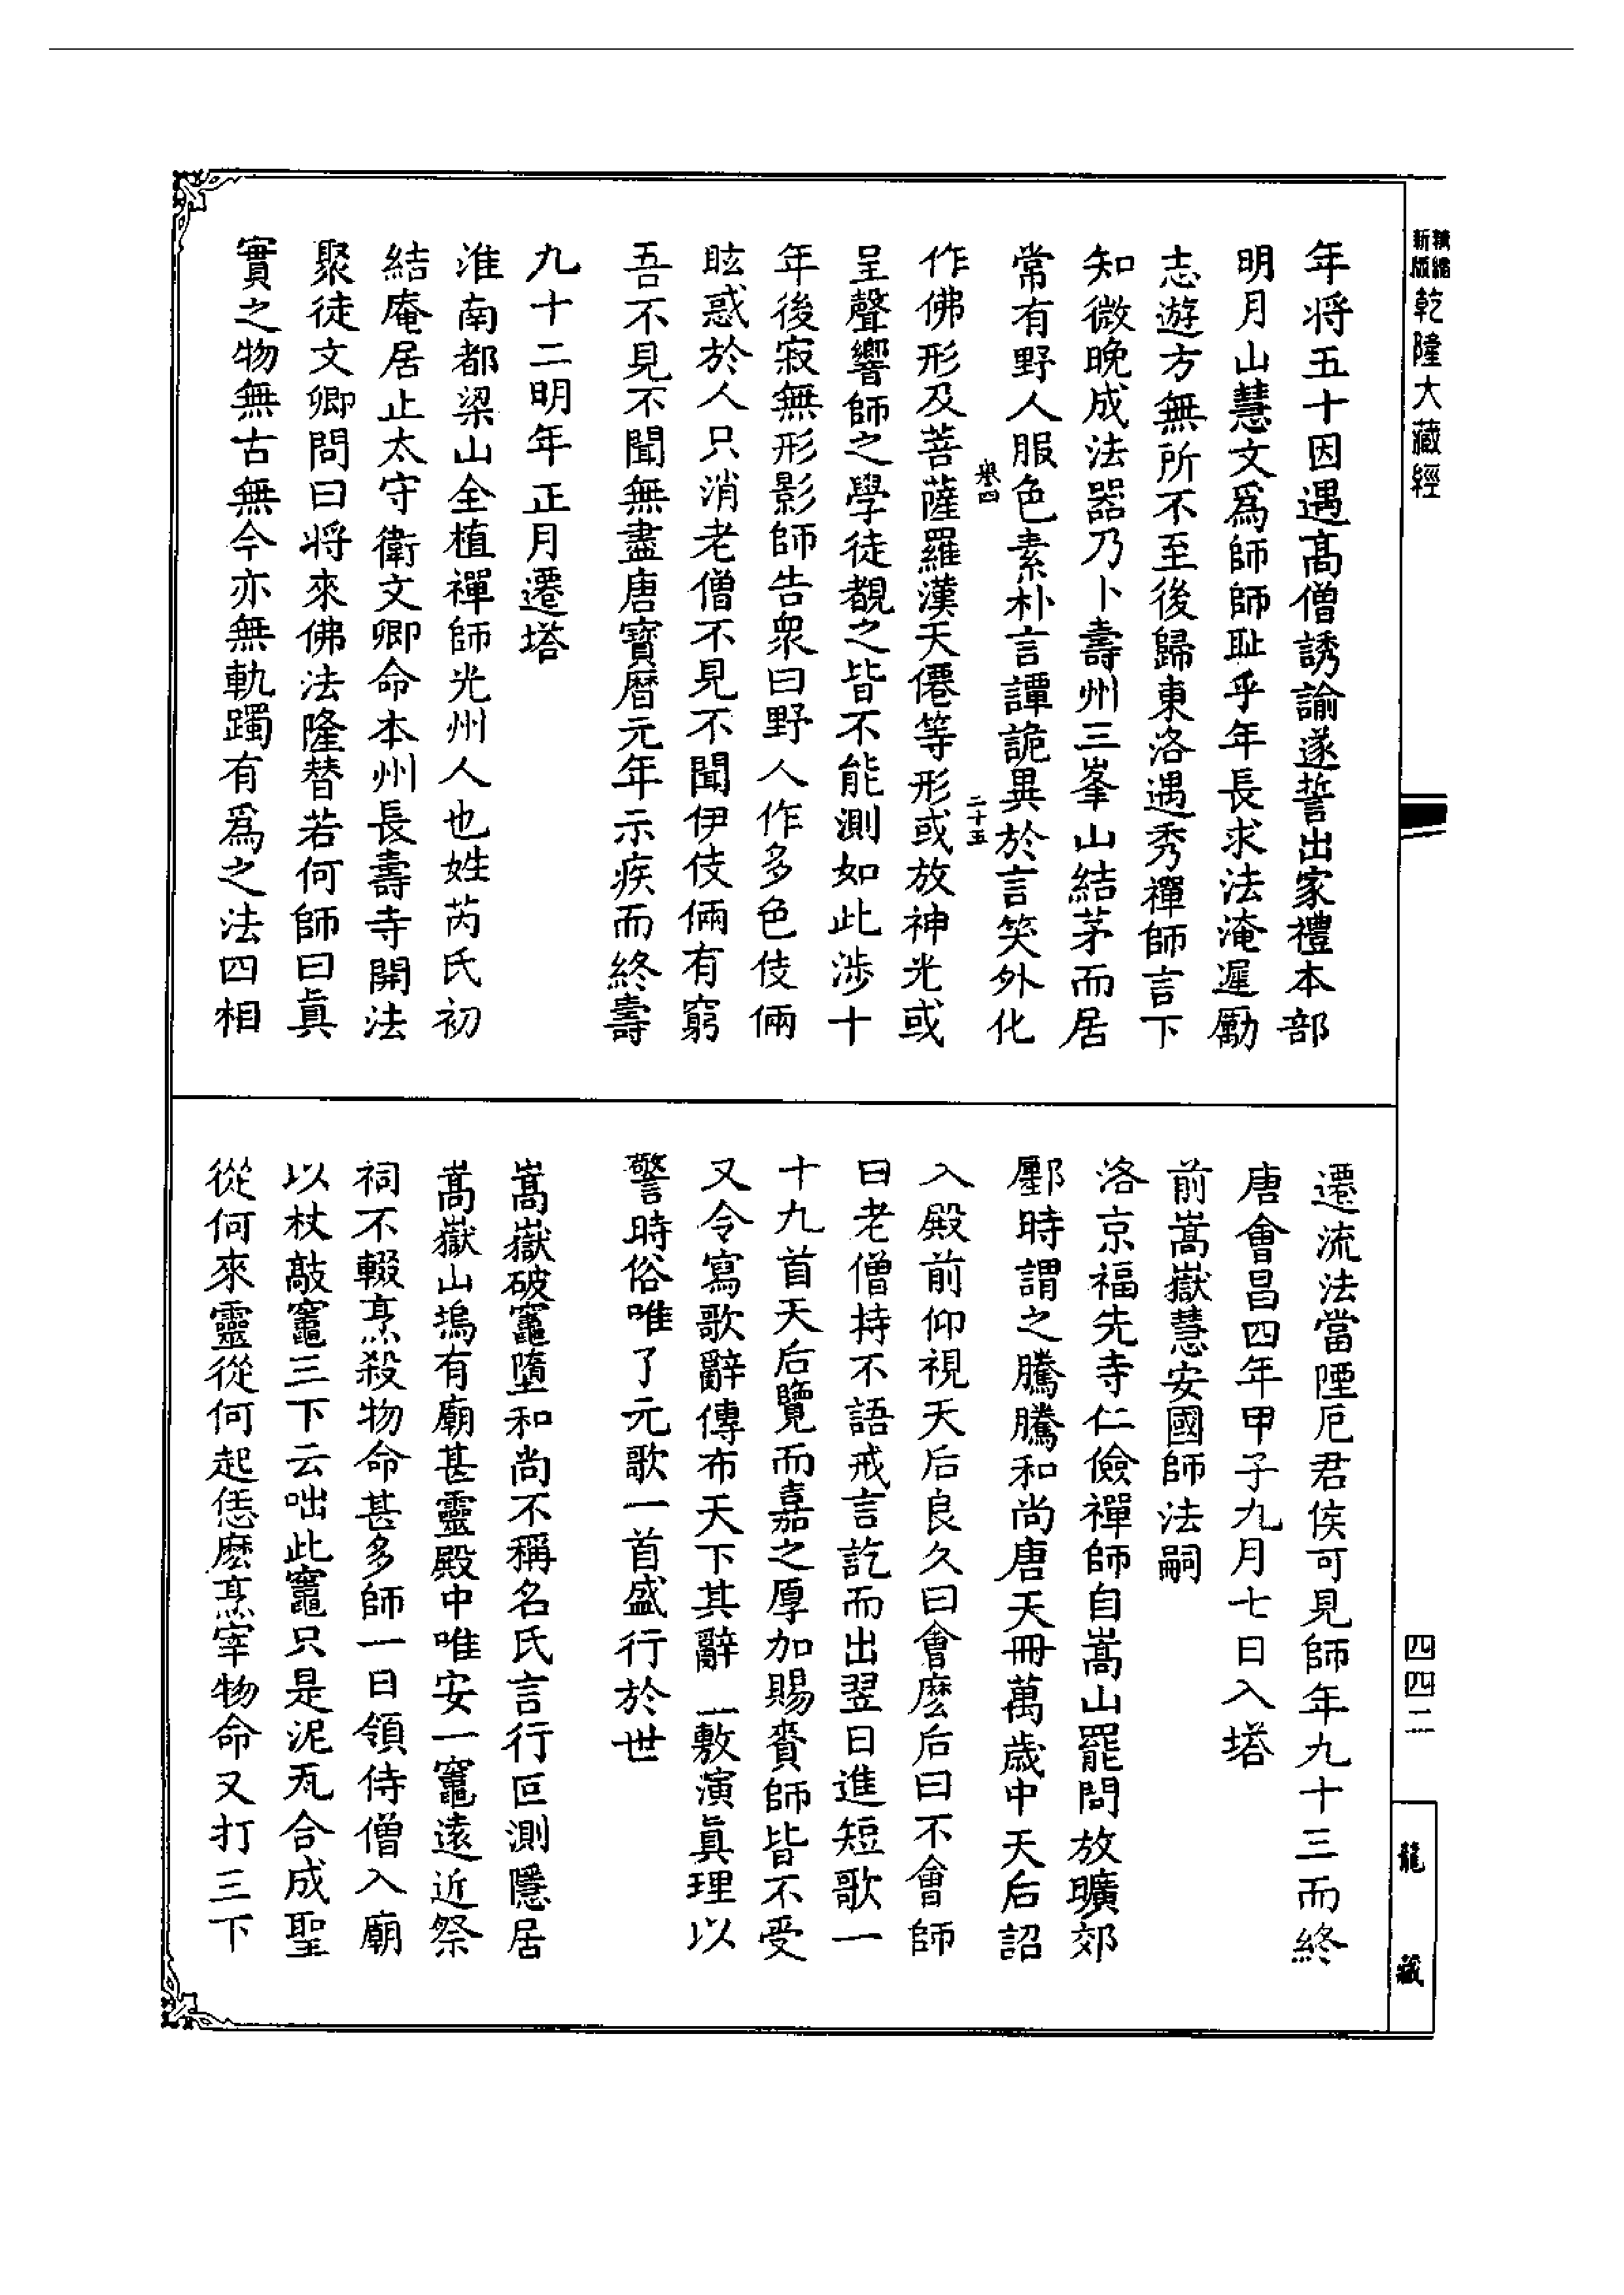 精縮新版乾隆大藏經
年将五十因遇高僧誘諭遂誓出家禮本部
明月山慧文爲師師耻乎年長求法淹遲勵
志遊方無所不至後歸東洛遇秀禪師言下
知微晚成法器乃卜壽州三峯山結茅而居
常有野人服色素朴言譚詭異於言笑外化
卷四 二十五
作佛形及菩薩羅漢天僊等形或放神光或
呈聲響師之學徒覩之皆不能測如此涉十
年後寂無形影師告衆曰野人作多色伎倆
眩惑於人只消老僧不見不聞伊伎倆有窮
吾不見不聞無盡唐寶曆元年示疾而終壽
九十二明年正月遷塔
淮南都梁山全植禪師光州人也姓芮氏初
結庵居止太守衛文卿命本州長壽寺開法
聚徒文卿問曰将來佛法隆替若何師曰眞
實之物無古無今亦無軌躅有爲之法四相
遷流法當陻厄君侯可見師年九十三而終
唐會昌四年甲子九月七日入塔
前嵩嶽慧安國師法嗣
洛京福先寺仁儉禪師自嵩山罷問放曠郊
鄽時謂之騰騰和尚唐天冊萬歲中天后詔
入殿前仰視天后良久曰會麽后曰不會師
曰老僧持不語戒言訖而出翌日進短歌一
十九首天后覽而嘉之厚加賜賚師皆不受
又令寫歌辭傳布天下其辭一一敷演眞理以
警時俗唯了元歌一首盛行於世
嵩嶽破竈墮和尚不稱名氏言行叵測隱居
嵩嶽山塢有廟甚靈殿中唯安一竈遠近祭
祠不輟烹殺物命甚多師一日領侍僧入廟
以杖敲竈三下云咄此竈只是泥瓦合成聖
從何來靈從何起恁麽烹宰物命又打三下
四四二
龍藏